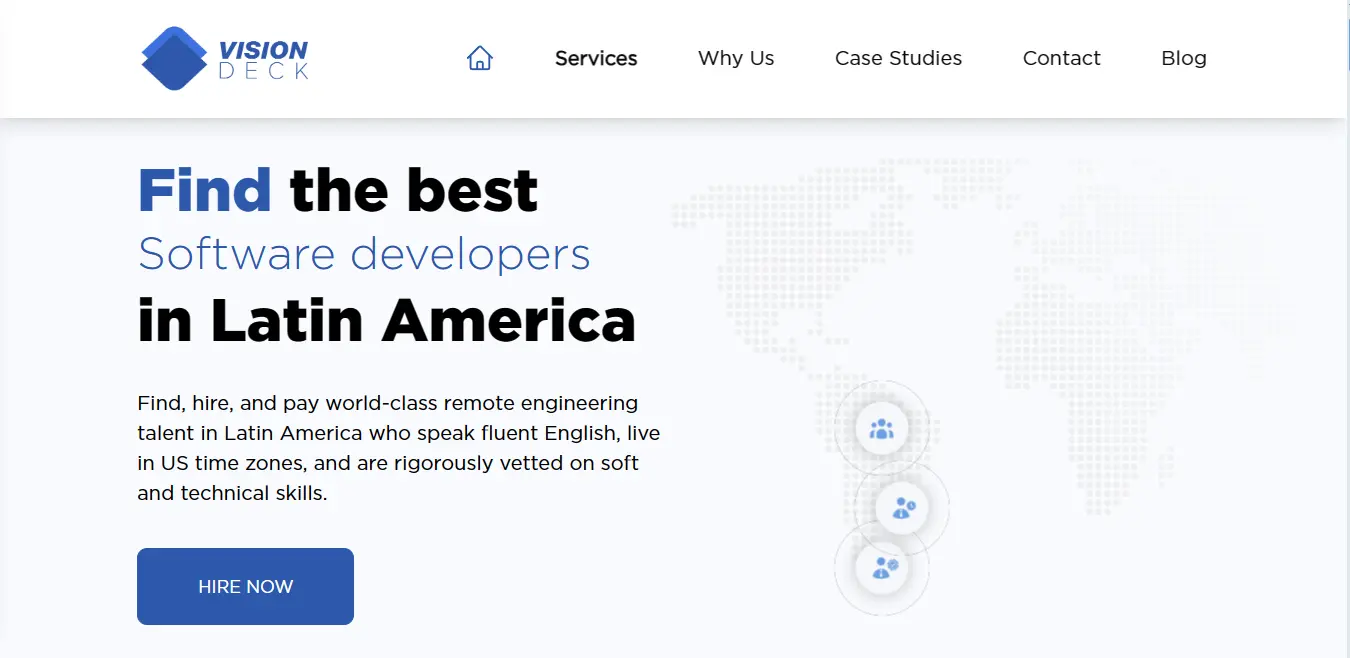 VISION
DECK
Services
Why Us
Case Studies
Contact
Blog
Find the best
Software developers
in Latin America
Find, hire, and pay world-class remote engineering
talent in Latin America who speak fluent English, live
in US time zones, and are rigorously vetted on soft
and technical skills.
HIRE NOW